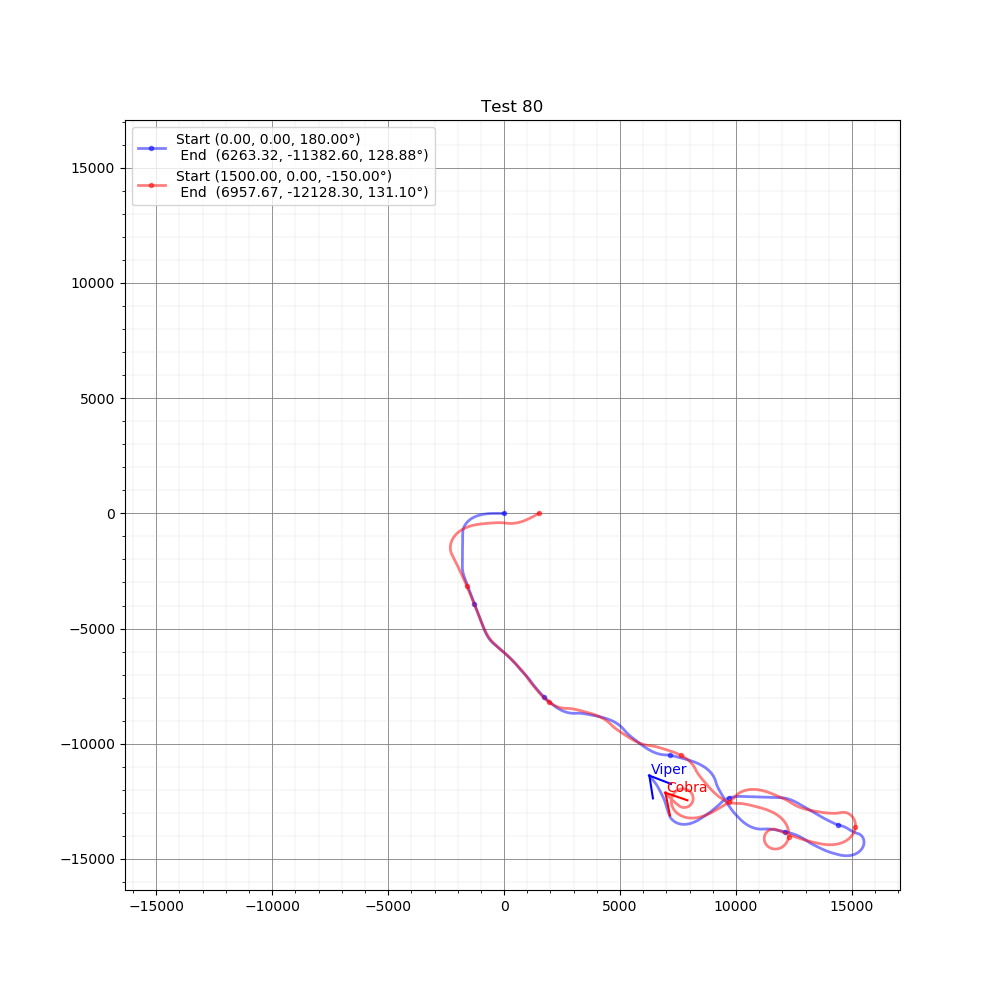 Test 80
Start (0.00, 0.00, 180.00°)
End  (6263.32, -11382.60, 128.88°)
Start (1500.00, 0.00, -150.00°)
End  (6957.67, -12128.30, 131.10°)
15000
10000
5000
0
−5000
−10000
−15000
Viper
Cobra
−15000
−10000
−5000
0
5000
10000
15000